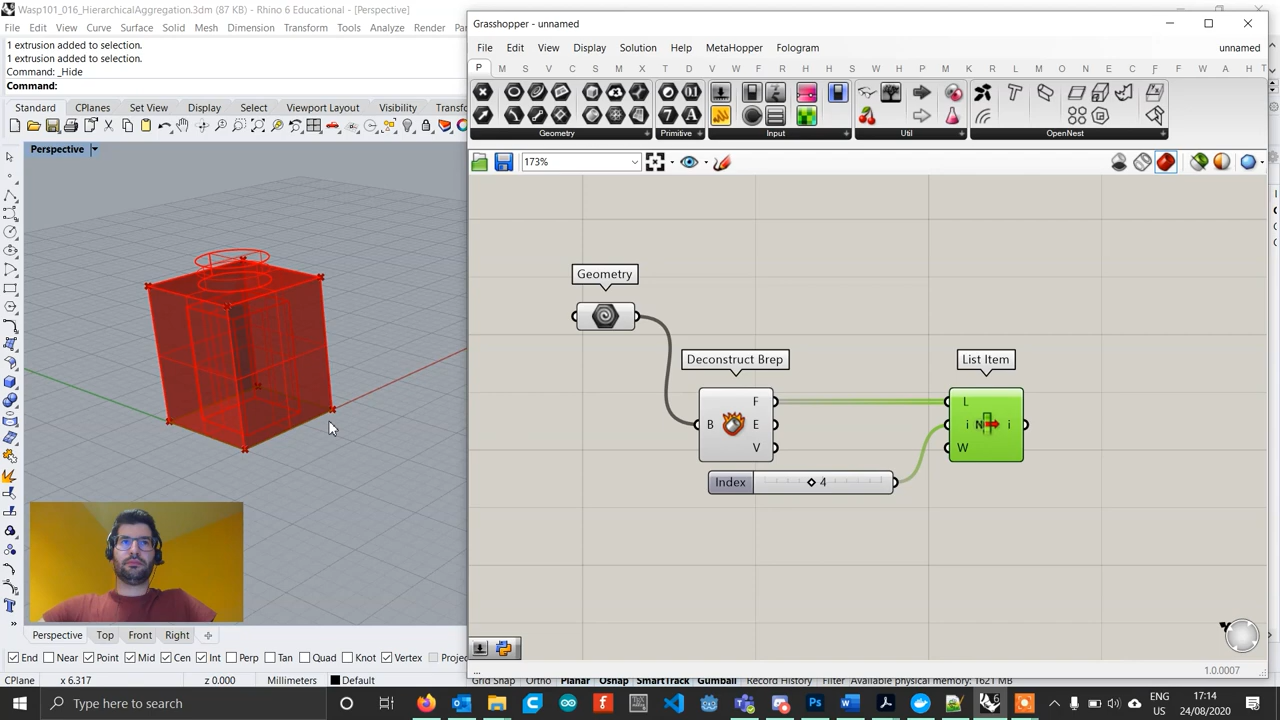 Wasp101_016_HierarchicalAggregation.3dm (87 KB) - Rhino 6 Educational - [Perspective]
File Edit View Curve Surface Solid Mesh Dimension Transform Tools Analyze Render
1 extrusion added to selection.
1 extrusion added to selection.
Command: _Hide
Command:
Standard CPlanes Set View Display Select Viewport Layout Visibility
Perspective
Grasshopper - unnamed
File Edit View Display Solution Help MetaHopper Fologram unnamed
P M S V C S M X T D V W F R H S W H A M K R L S F A H T
Geometry Primitive Input Util OpenNest
173%
Geometry
Deconstruct Brep
List Item
B F E V
Index 4
L i W N i
Perspective Top Front Right
End Near Point Mid Cen Int Perp Tan Quad Knot Vertex
CPlane x 6.317 z 0.000 Millimeters Default
Grid Snap Ortho Planar SmartTrack Gumball Record History Filter Available physical memory: 1621 MB
... 1.0.0007
Type here to search
ENG
US
17:14
24/08/2020